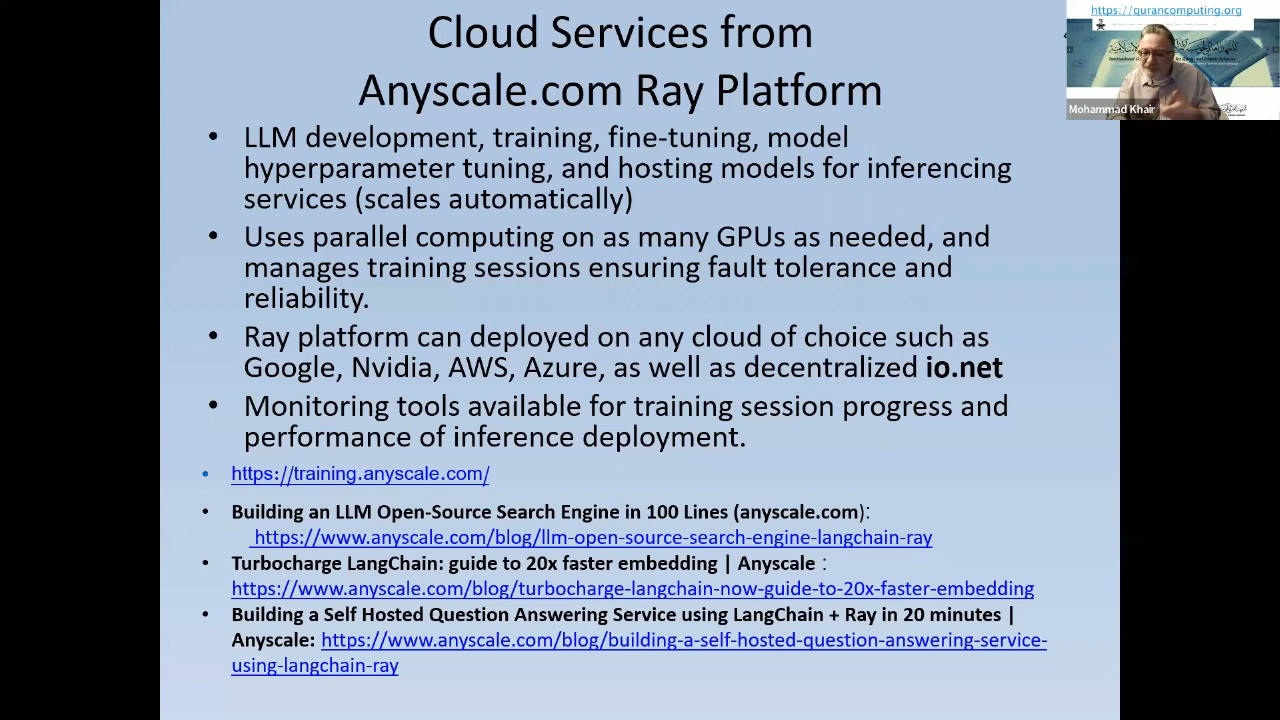 Cloud Services from
Anyscale.com Ray Platform
• LLM development, training, fine-tuning, model
hyperparameter tuning, and hosting models for inferencing
services (scales automatically)
• Uses parallel computing on as many GPUs as needed, and
manages training sessions ensuring fault tolerance and
reliability.
• Ray platform can deployed on any cloud of choice such as
Google, Nvidia, AWS, Azure, as well as decentralized io.net
• Monitoring tools available for training session progress and
performance of inference deployment.
• https://training.anyscale.com/
• Building an LLM Open-Source Search Engine in 100 Lines (anyscale.com):
https://www.anyscale.com/blog/llm-open-source-search-engine-langchain-ray
• Turbocharge LangChain: guide to 20x faster embedding | Anyscale :
https://www.anyscale.com/blog/turbocharge-langchain-now-guide-to-20x-faster-embedding
• Building a Self Hosted Question Answering Service using LangChain + Ray in 20 minutes |
Anyscale: https://www.anyscale.com/blog/building-a-self-hosted-question-answering-service-
using-langchain-ray
https://qurancomputing.org
Mohammad Khair